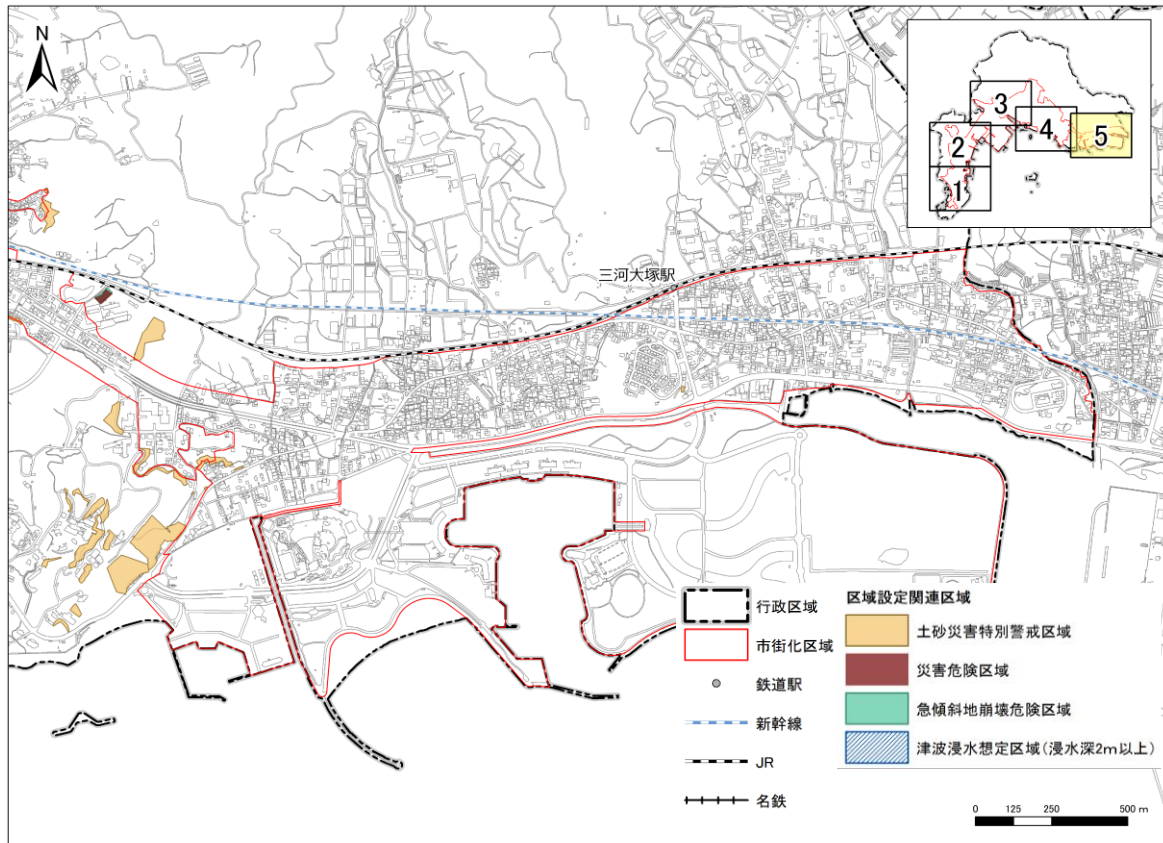 N
3
4
5
2
1
三河大塚駅
行政区域
市街化区域
鉄道駅
新幹線
JR
名鉄
区域設定関連区域
土砂災害特別警戒区域
災害危険区域
急傾斜地崩壊危険区域
津波浸水想定区域(浸水深2m以上)
0 125 250 500 m